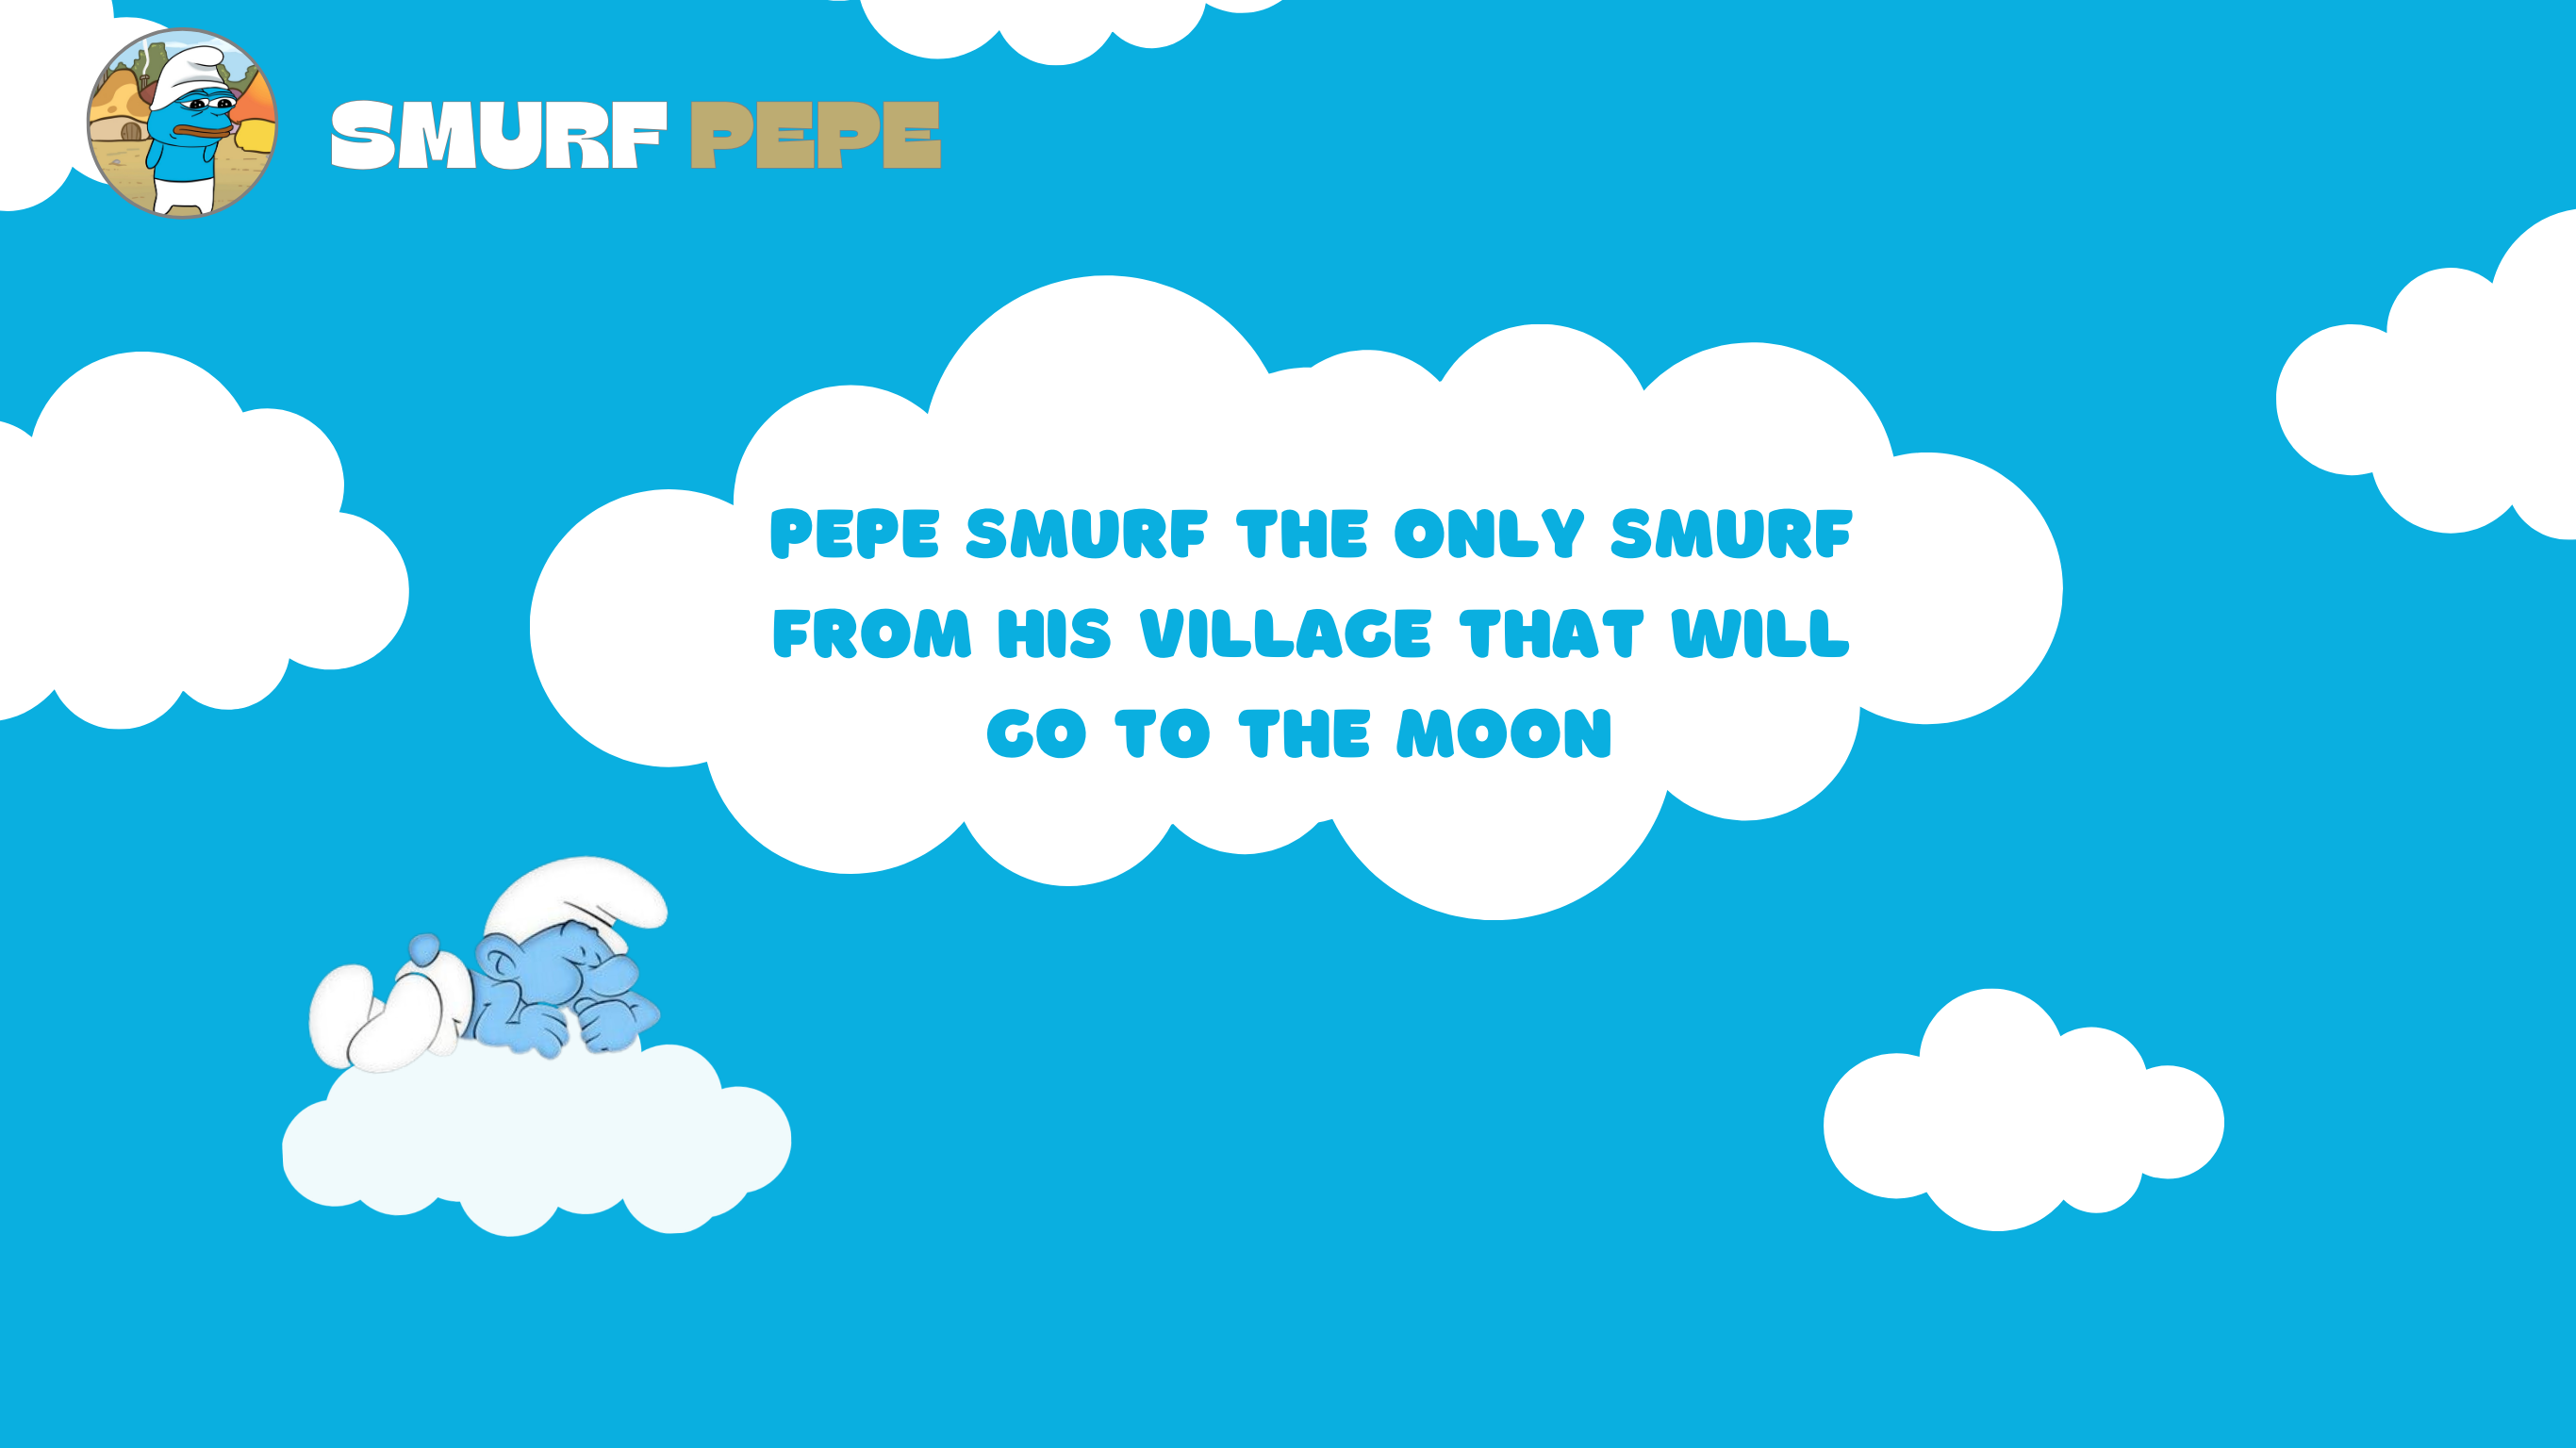 SMURF PEPE
PEPE SMURF THE ONLY SMURF
FROM HIS VILLAGE THAT WILL
GO TO THE MOON